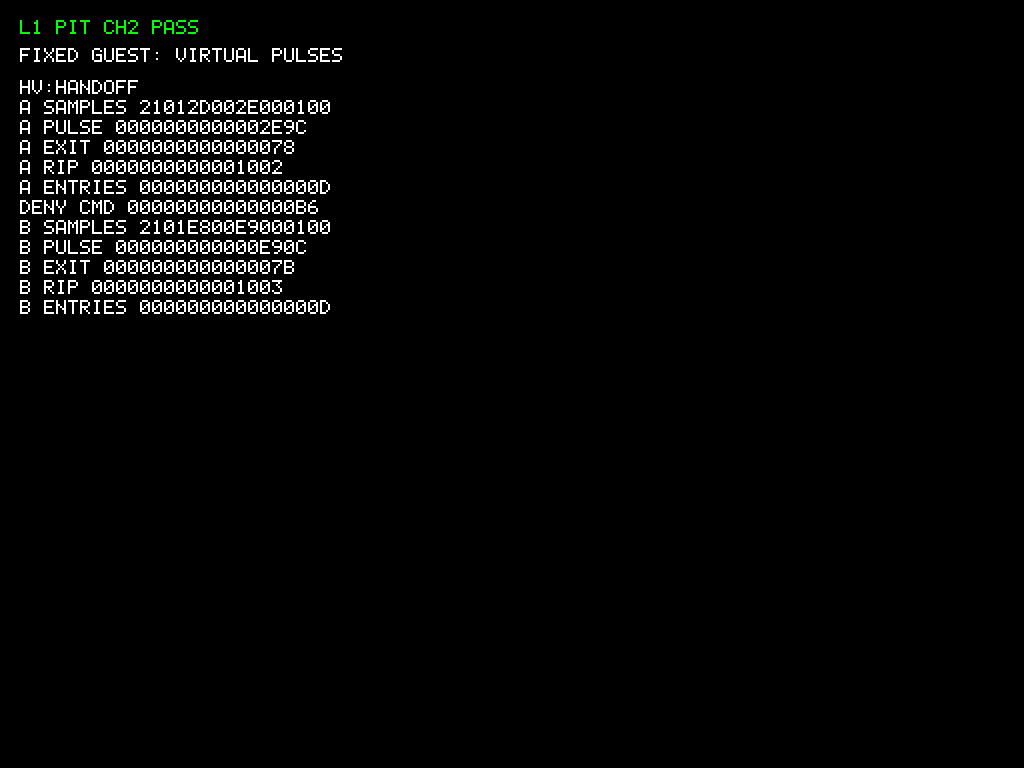 L1 PIT CH2 PASS
FIXED GUEST: VIRTUAL PULSES
HV:HANDOFF
A SAMPLES 21012D002E000100
A PULSE 0000000000002E9C
A EXIT 0000000000000078
A RIP 0000000000001002
A ENTRIES 000000000000000D
DENY CMD 00000000000000B6
B SAMPLES 2101E800E9000100
B PULSE 000000000000E90C
B EXIT 000000000000007B
B RIP 0000000000001003
B ENTRIES 000000000000000D